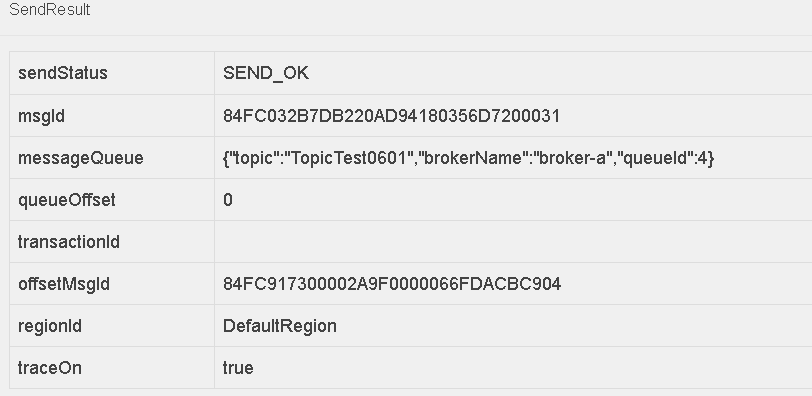 SendResult
sendStatus SEND_OK
msgId 84FC032B7DB220AD94180356D7200031
messageQueue {"topic":"TopicTest0601","brokerName":"broker-a","queueId":4}
queueOffset 0
transactionId
offsetMsgId 84FC917300002A9F0000066FDACBC904
regionId DefaultRegion
traceOn true